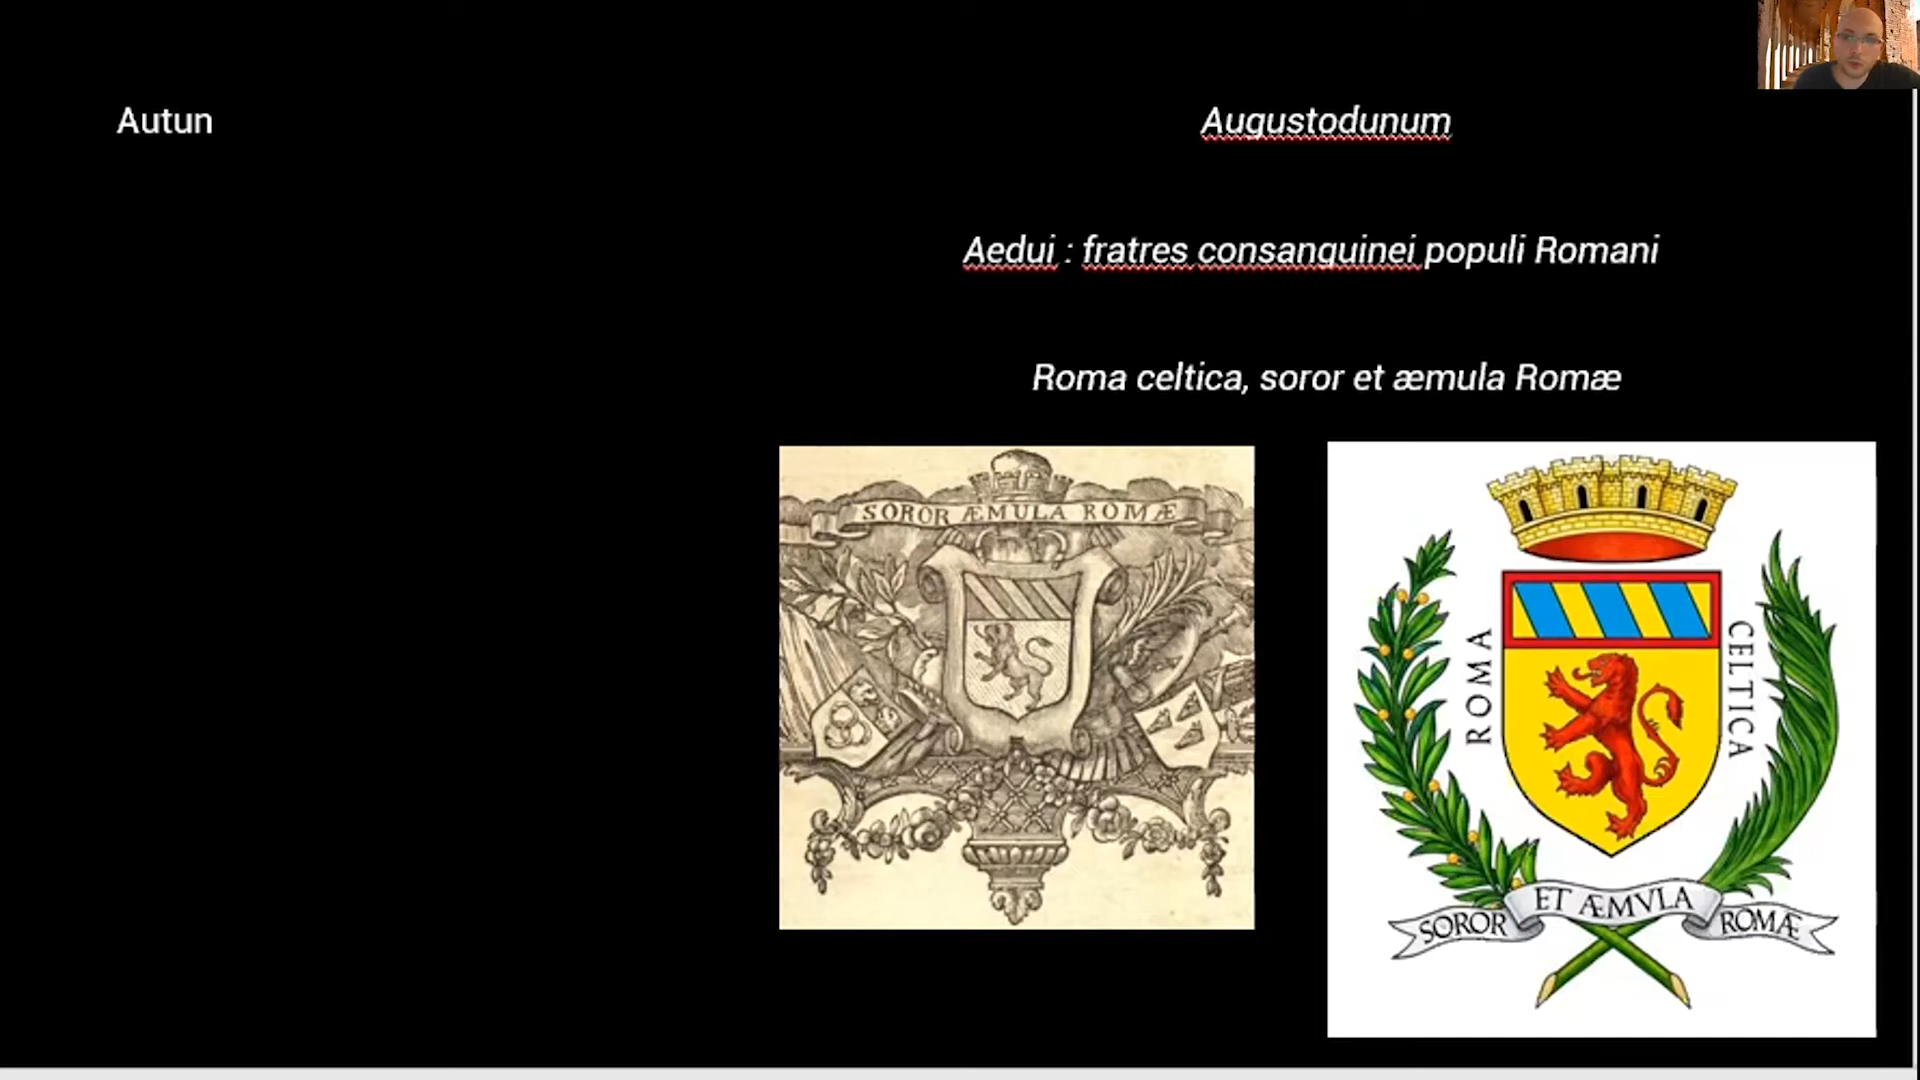 Autun
Augustodunum
Aedui : fratres consanguinei populi Romani
Roma celtica, soror et æmula Romæ
SOROR ÆMULA ROMÆ
ROMA
CELTICA
SOROR ET ÆMVLA ROMÆ